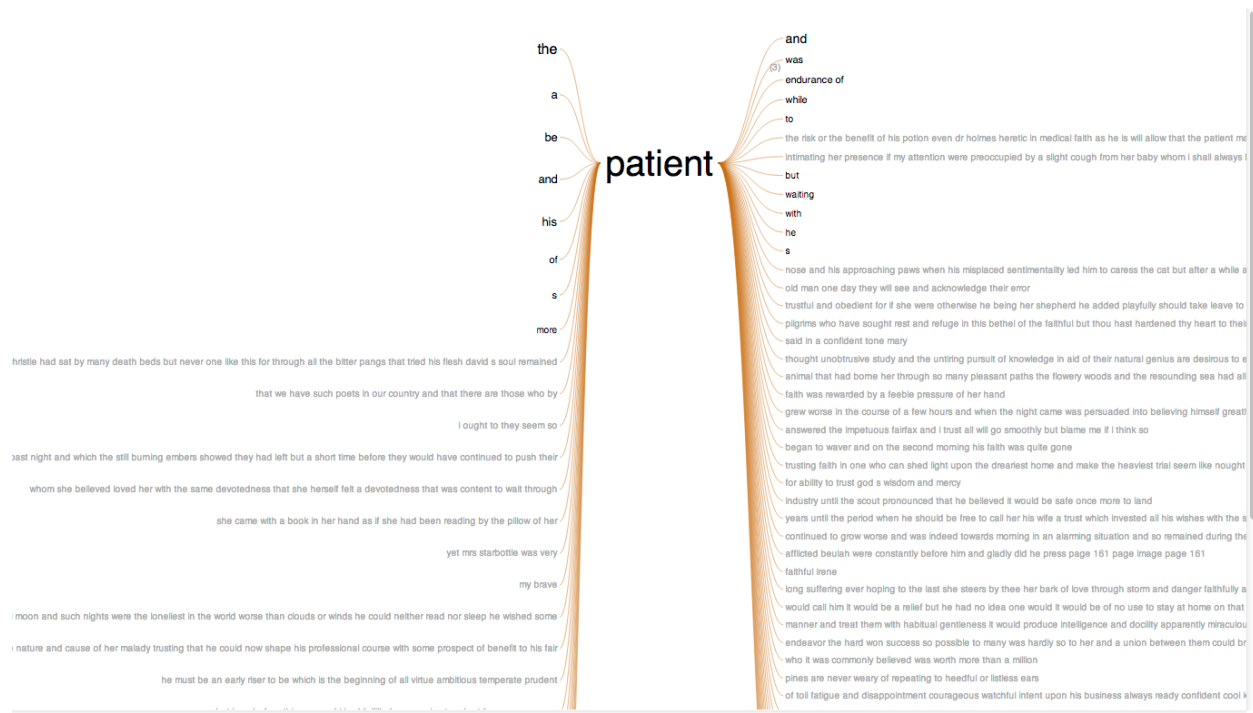 the
a
be
and
his
of
s
more
hristie had sat by many death beds but never one like this for through all the bitter pangs that tried his flesh david s soul remained
that we have such poets in our country and that there are those who by
i ought to they seem so
past night and which the still burning embers showed they had left but a short time before they would have continued to push their
whom she believed loved her with the same devotedness that she herself felt a devotedness that was content to wait through
she came with a book in her hand as if she had been reading by the pillow of her
yet mrs starbottle was very
my brave
moon and such nights were the loneliest in the world worse than clouds or winds he could neither read nor sleep he wished some
nature and cause of her malady trusting that he could now shape his professional course with some prospect of benefit to his fair
he must be an early riser to be which is the beginning of all virtue ambitious temperate prudent
patient
and
was
(3)
endurance of
while
to
the risk or the benefit of his potion even dr holmes heretic in medical faith as he is will allow that the patient ma
intimating her presence if my attention were preoccupied by a slight cough from her baby whom i shall always
but
waiting
with
he
s
nose and his approaching paws when his misplaced sentimentality led him to caress the cat but after a while a
old man one day they will see and acknowledge their error
trustful and obedient for if she were otherwise he being her shepherd he added playfully should take leave to
pilgrims who have sought rest and refuge in this bethel of the faithful but thou hast hardened thy heart to thei
said in a confident tone mary
thought unobtrusive study and the untiring pursuit of knowledge in aid of their natural genius are desirous to e
animal that had borne her through so many pleasant paths the flowery woods and the resounding sea had all
faith was rewarded by a feeble pressure of her hand
grew worse in the course of a few hours and when the night came was persuaded into believing himself greatl
answered the impetuous fairfax and i trust all will go smoothly but blame me if i think so
began to waver and on the second morning his faith was quite gone
trusting faith in one who can shed light upon the dreariest home and make the heaviest trial seem like nought
for ability to trust god s wisdom and mercy
industry until the scout pronounced that he believed it would be safe once more to land
years until the period when he should be free to call her his wife a trust which invested all his wishes with the s
continued to grow worse and was indeed towards morning in an alarming situation and so remained during the
afflicted beulah were constantly before him and gladly did he press page 161 page image page 161
faithful irene
long suffering ever hoping to the last she steers by thee her bark of love through storm and danger faithfully a
would call him it would be a relief but he had no idea one would it would be of no use to stay at home on that
manner and treat them with habitual gentleness it would produce intelligence and docility apparently miraculou
endeavor the hard won success so possible to many was hardly so to her and a union between them could br
who it was commonly believed was worth more than a million
pines are never weary of repeating to heedful or listless ears
of toil fatigue and disappointment courageous watchful intent upon his business always ready confident cool k